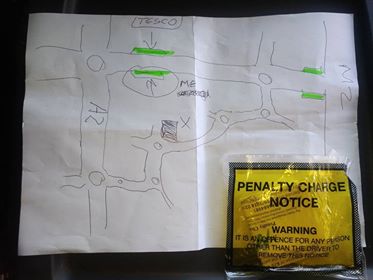 TESCO
ME
A2
M2
X
PENALTY CHARGE
NOTICE
WARNING
IT IS AN OFFENCE FOR ANY PERSON
OTHER THAN THE DRIVER TO
REMOVE THIS NOTICE